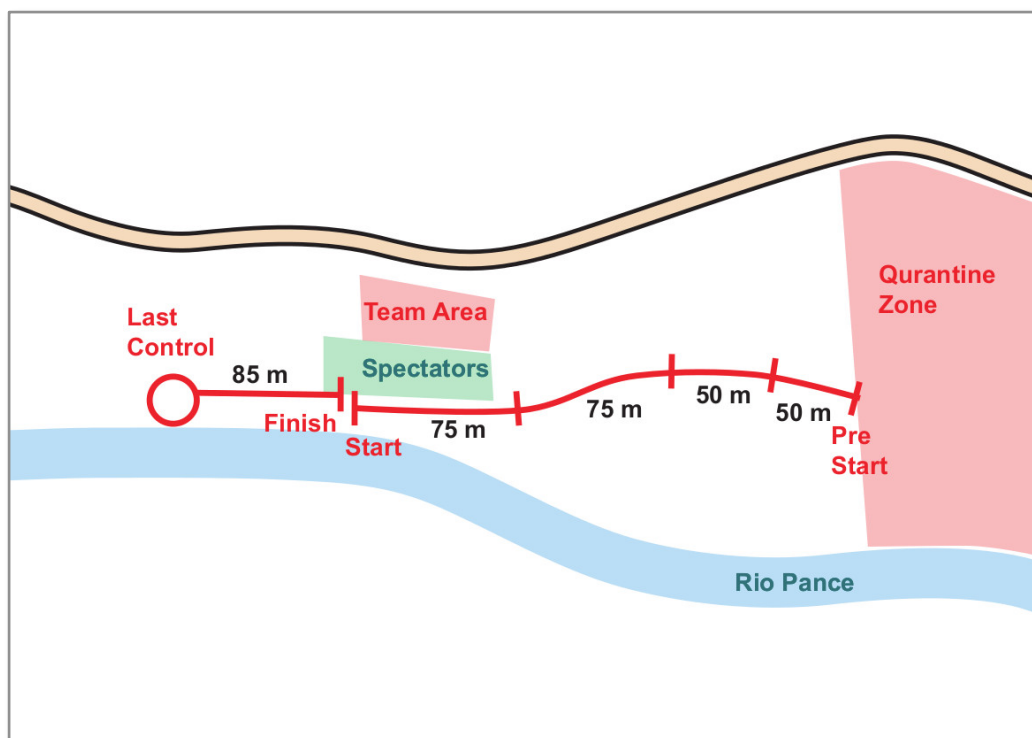 Qurantine
Zone
Team Area
Last
Control
Spectators
85 m
50 m
75 m
50 m
Finish
75 m
Start
Pre
Start
Rio Pance